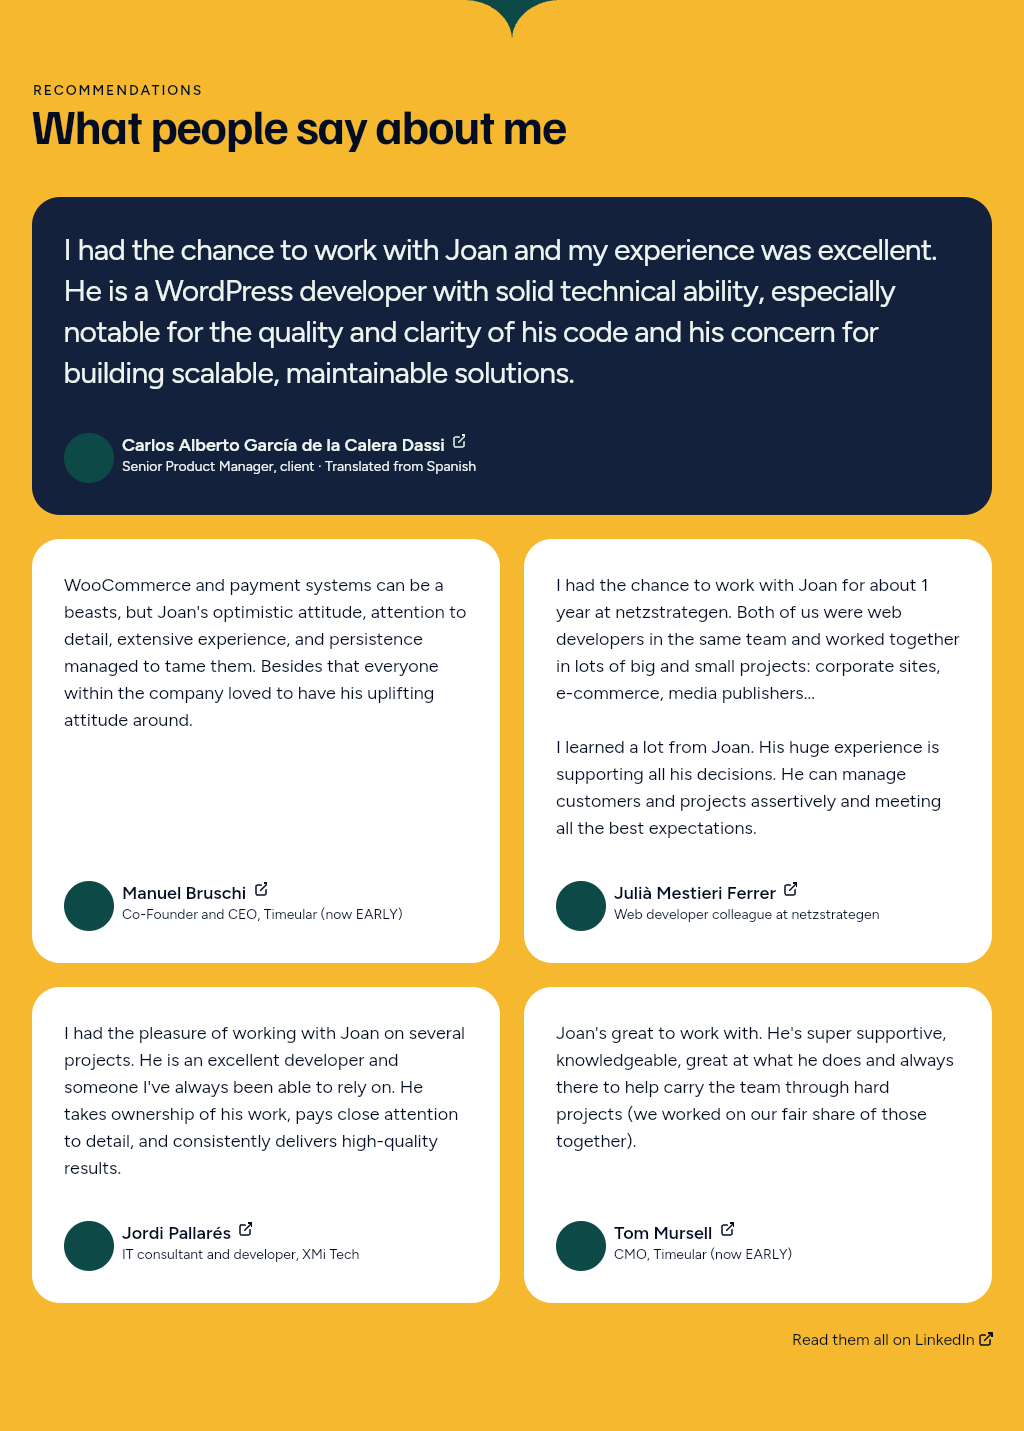 RECOMMENDATIONS
What people say about me
I had the chance to work with Joan and my experience was excellent.
He is a WordPress developer with solid technical ability, especially
notable for the quality and clarity of his code and his concern for
building scalable, maintainable solutions.
Carlos Alberto García de la Calera Dassi
Senior Product Manager, client · Translated from Spanish
WooCommerce and payment systems can be a
beasts, but Joan's optimistic attitude, attention to
detail, extensive experience, and persistence
managed to tame them. Besides that everyone
within the company loved to have his uplifting
attitude around.
Manuel Bruschi
Co-Founder and CEO, Timeular (now EARLY)
I had the chance to work with Joan for about 1
year at netzstrategen. Both of us were web
developers in the same team and worked together
in lots of big and small projects: corporate sites,
e-commerce, media publishers...
I learned a lot from Joan. His huge experience is
supporting all his decisions. He can manage
customers and projects assertively and meeting
all the best expectations.
Julià Mestieri Ferrer
Web developer colleague at netzstrategen
I had the pleasure of working with Joan on several
projects. He is an excellent developer and
someone I've always been able to rely on. He
takes ownership of his work, pays close attention
to detail, and consistently delivers high-quality
results.
Jordi Pallarés
IT consultant and developer, XMi Tech
Joan's great to work with. He's super supportive,
knowledgeable, great at what he does and always
there to help carry the team through hard
projects (we worked on our fair share of those
together).
Tom Mursell
CMO, Timeular (now EARLY)
Read them all on LinkedIn